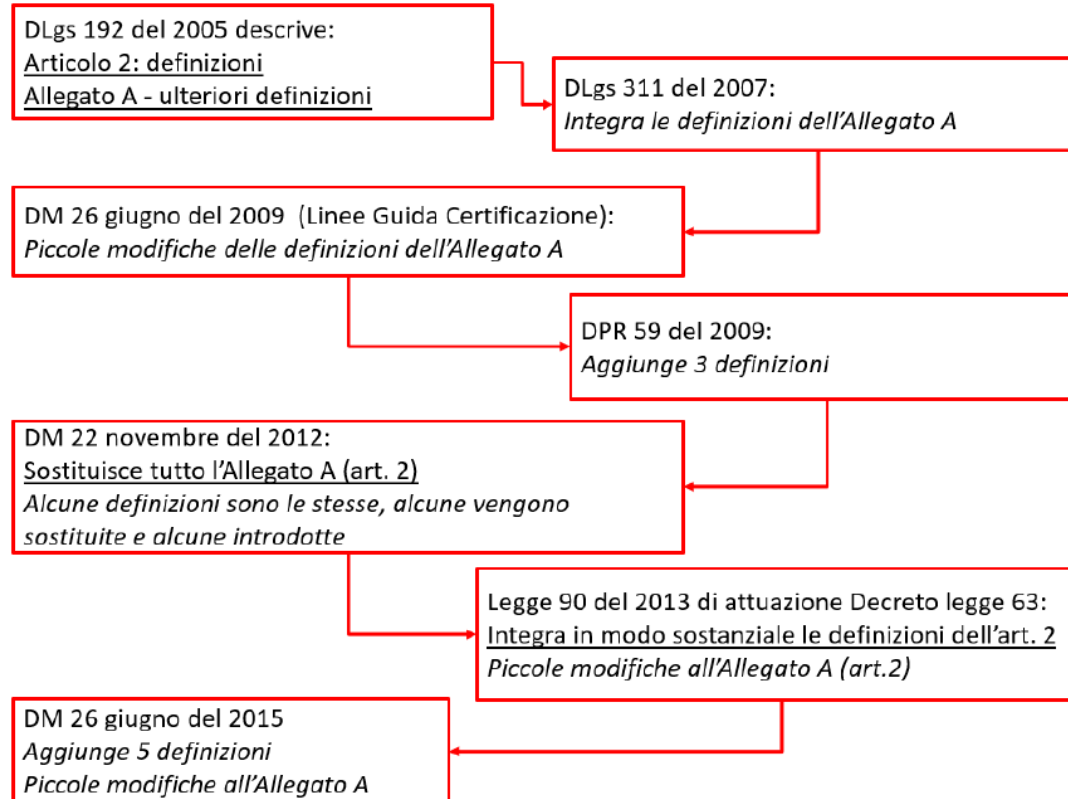 DLgs 192 del 2005 descrive:
Articolo 2: definizioni
Allegato A - ulteriori definizioni
DLgs 311 del 2007:
Integra le definizioni dell'Allegato A
DM 26 giugno del 2009  (Linee Guida Certificazione):
Piccole modifiche delle definizioni dell'Allegato A
DPR 59 del 2009:
Aggiunge 3 definizioni
DM 22 novembre del 2012:
Sostituisce tutto l'Allegato A (art. 2)
Alcune definizioni sono le stesse, alcune vengono
sostituite e alcune introdotte
Legge 90 del 2013 di attuazione Decreto legge 63:
Integra in modo sostanziale le definizioni dell'art. 2
Piccole modifiche all'Allegato A (art.2)
DM 26 giugno del 2015
Aggiunge 5 definizioni
Piccole modifiche all'Allegato A